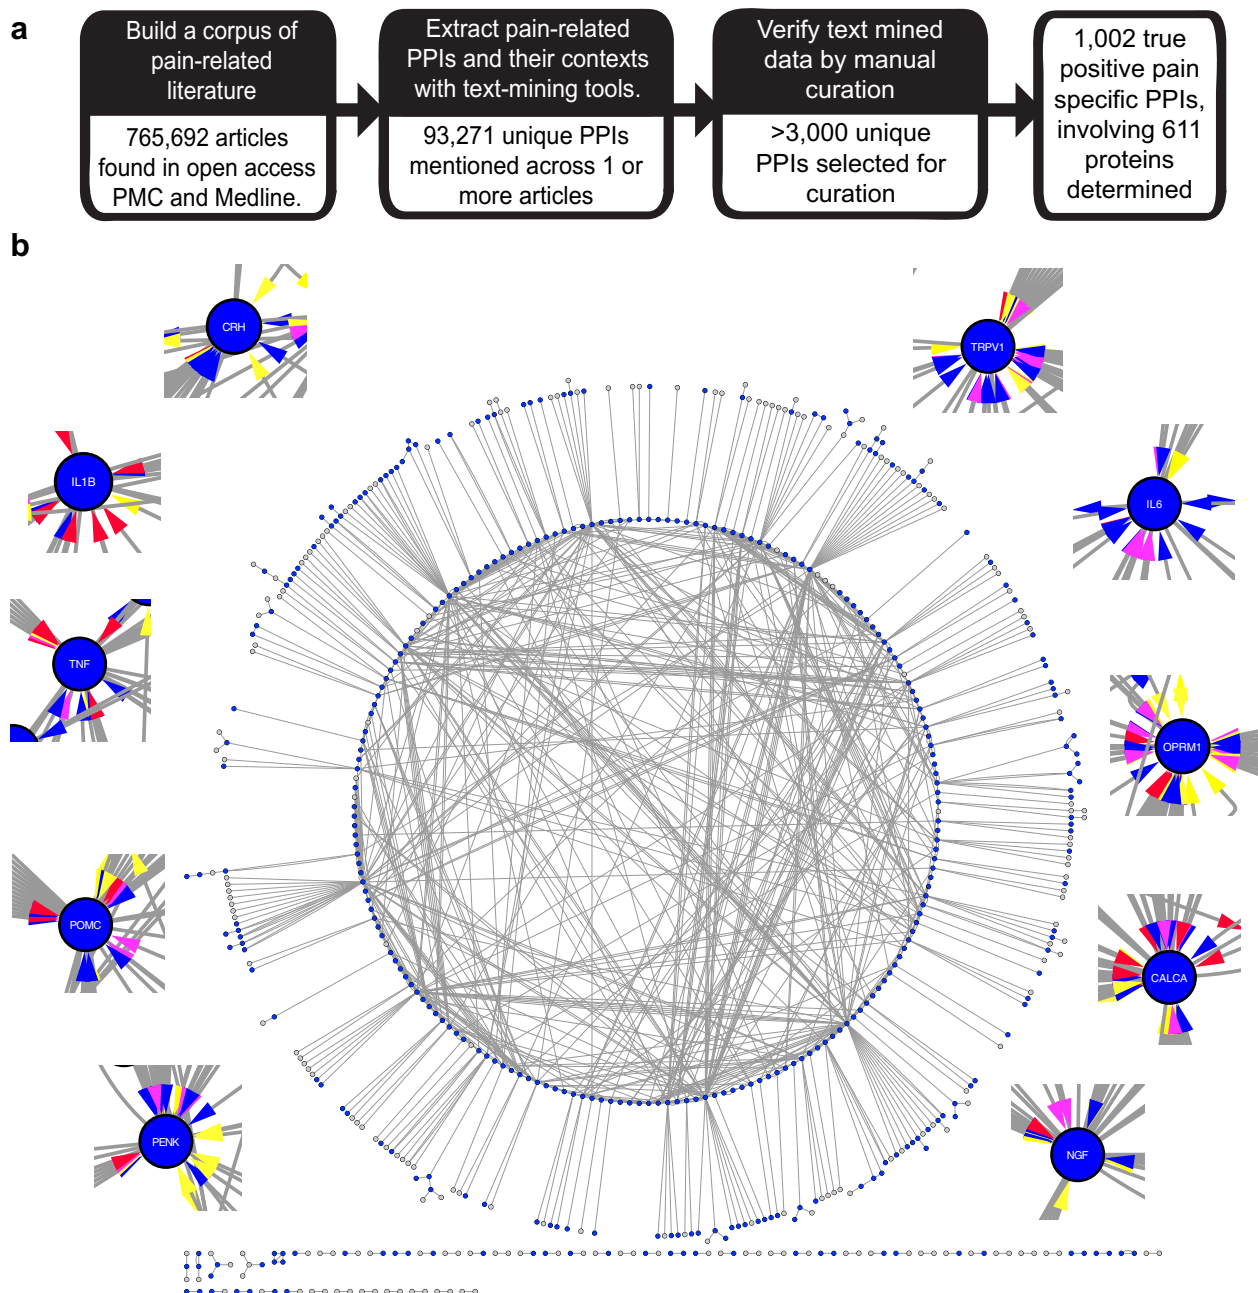 a
Build a corpus of
pain-related
literature
765,692 articles
found in open access
PMC and Medline.
Extract pain-related
PPIs and their contexts
with text-mining tools.
93,271 unique PPIs
mentioned across 1 or
more articles
Verify text mined
data by manual
curation
>3,000 unique
PPIs selected for
curation
1,002 true
positive pain
specific PPIs,
involving 611
proteins
determined
b
CRH
TRPV1
IL1B
IL6
TNF
OPRM1
POMC
CALCA
PENK
NGF